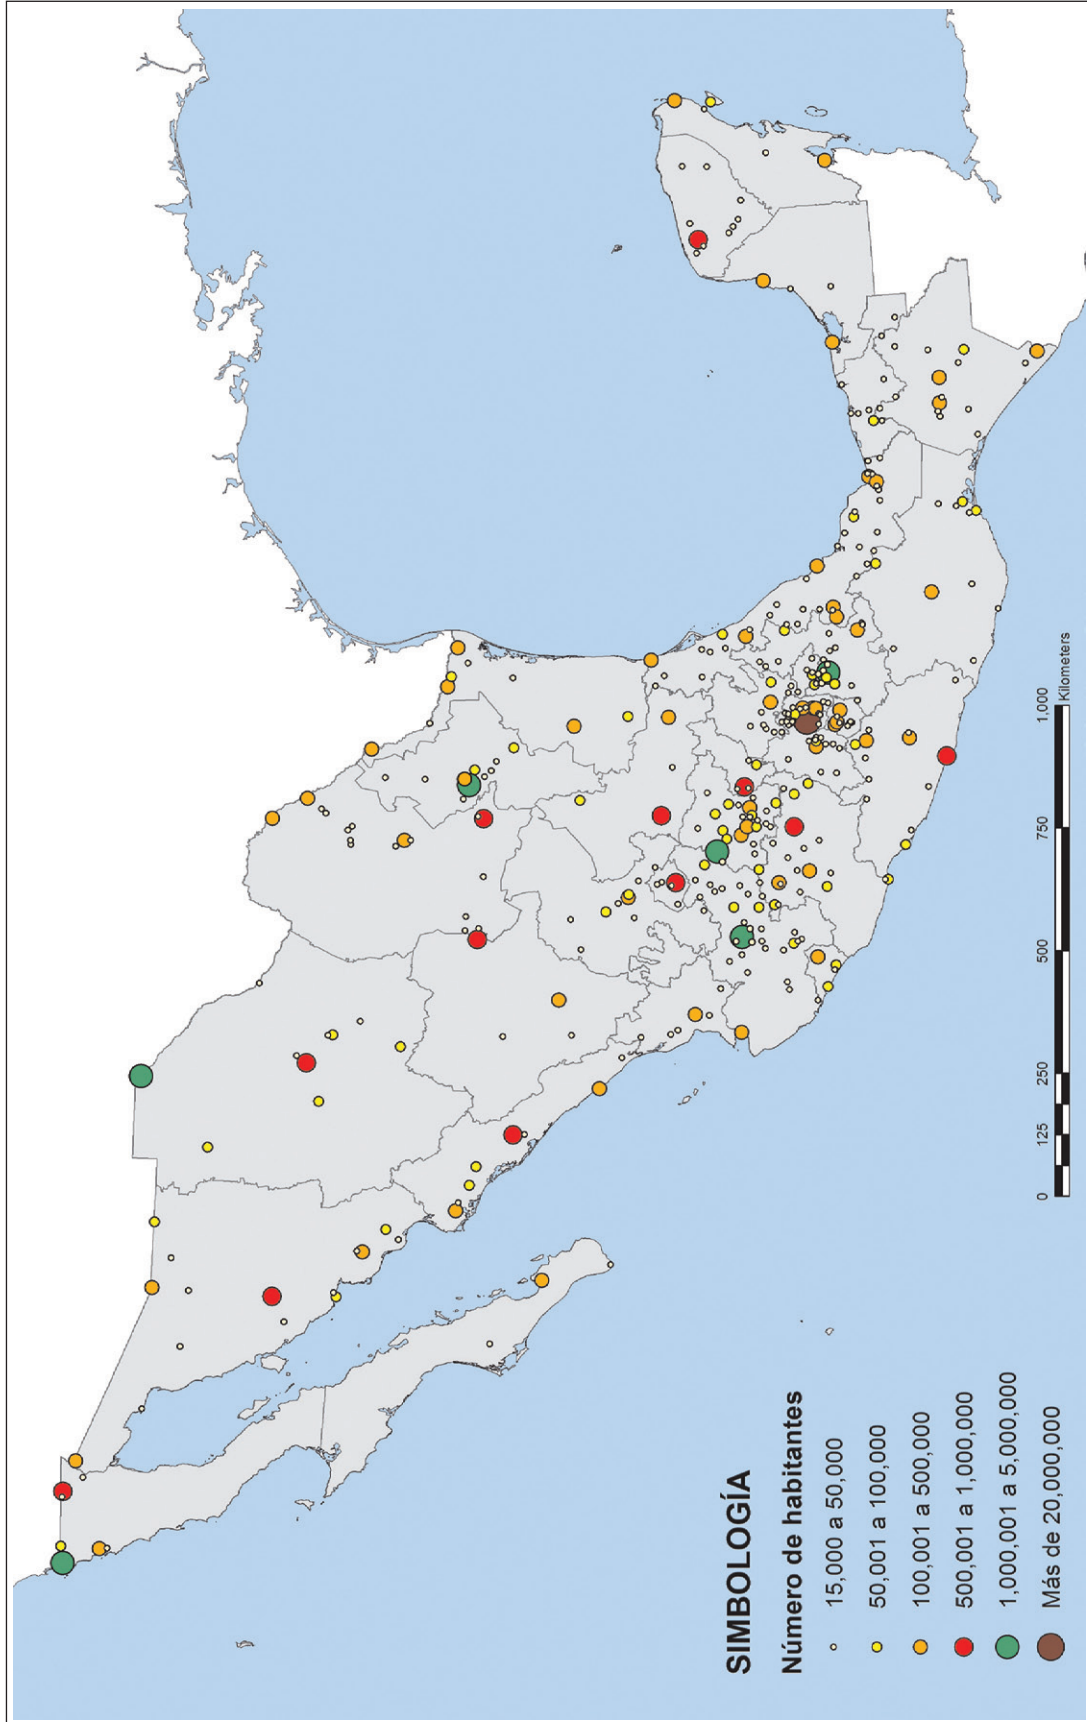 SIMBOLOGÍA
Número de habitantes
15,000 a 50,000
50,001 a 100,000
100,001 a 500,000
500,001 a 1,000,000
1,000,001 a 5,000,000
Más de 20,000,000
0 125 250 500 750 1,000
Kilometers